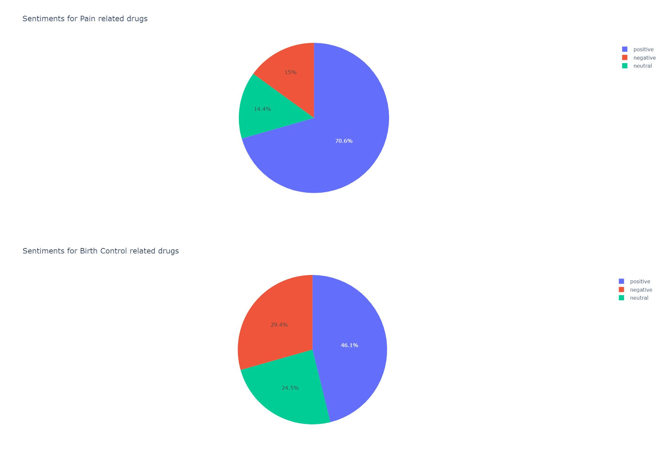 Sentiments for Pain related drugs
positive
negative
neutral
15%
14.4%
70.6%
Sentiments for Birth Control related drugs
positive
negative
neutral
29.4%
46.1%
24.5%